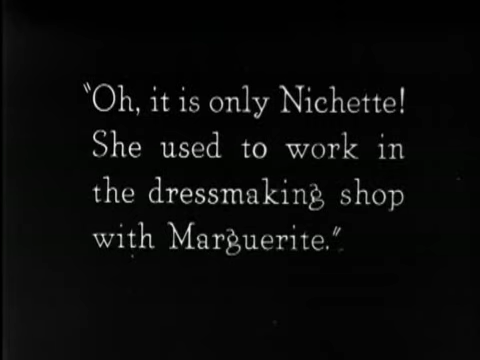 "Oh, it is only Nichette!
She used to work in
the dressmaking shop
with Marguerite."